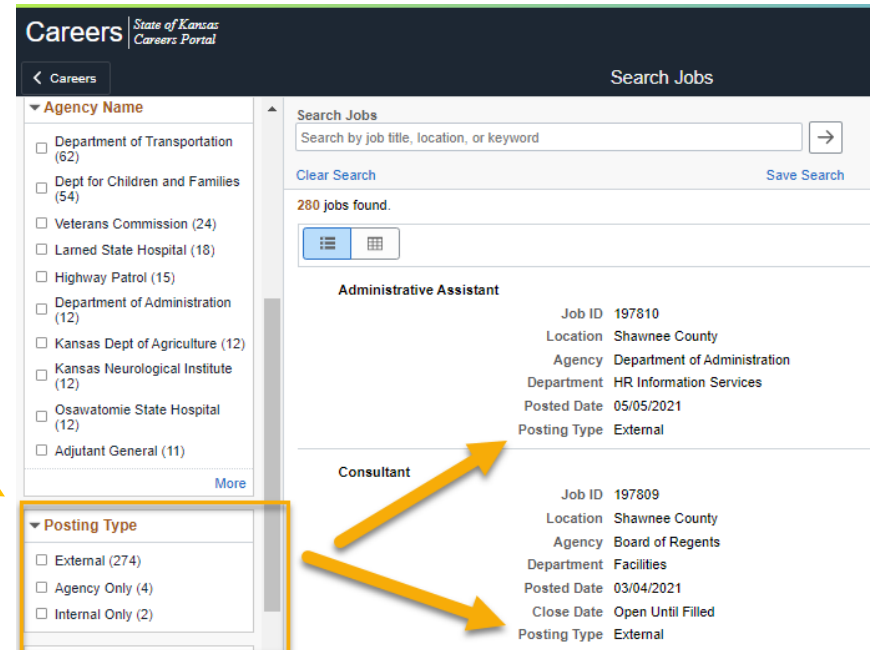 Careers State of Kansas
Careers Portal
Careers
Search Jobs
Agency Name
Department of Transportation
(62)
Dept for Children and Families
(54)
Veterans Commission (24)
Larned State Hospital (18)
Highway Patrol (15)
Department of Administration
(12)
Kansas Dept of Agriculture (12)
Kansas Neurological Institute
(12)
Osawatomie State Hospital
(12)
Adjutant General (11)
More
Posting Type
External (274)
Agency Only (4)
Internal Only (2)
Search Jobs
Search by job title, location, or keyword
Clear Search
Save Search
280 jobs found.
Administrative Assistant
Job ID 197810
Location Shawnee County
Agency Department of Administration
Department HR Information Services
Posted Date 05/05/2021
Posting Type External
Consultant
Job ID 197809
Location Shawnee County
Agency Board of Regents
Department Facilities
Posted Date 03/04/2021
Close Date Open Until Filled
Posting Type External